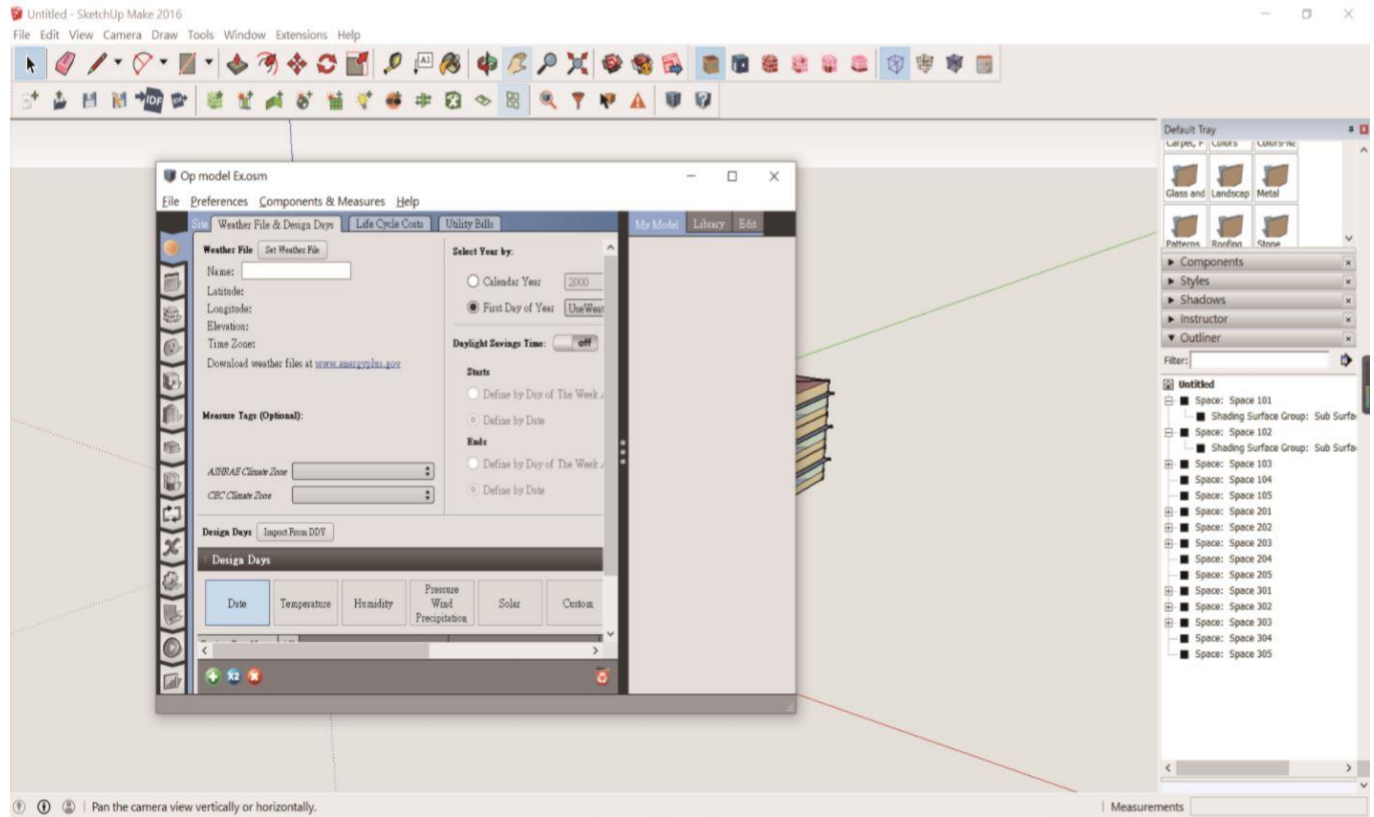 Untitled - SketchUp Make 2016
File Edit View Camera Draw Tools Window Extensions Help
A1
IDF
Default Tray
Carpet, F Colors Colors-Na
Glass and Landscap Metal
Patterns Roofing Stone
Components
Styles
Shadows
Instructor
Outliner
Filter:
Untitled
Space: Space 101
Shading Surface Group: Sub Surfa
Space: Space 102
Shading Surface Group: Sub Surfa
Space: Space 103
Space: Space 104
Space: Space 105
Space: Space 201
Space: Space 202
Space: Space 203
Space: Space 204
Space: Space 205
Space: Space 301
Space: Space 302
Space: Space 303
Space: Space 304
Space: Space 305
Op model Ex.osm
File Preferences Components & Measures Help
Site Weather File & Design Days Life Cycle Costs Utility Bills
My Model Library Edit
Weather File Set Weather File
Name:
Latitude:
Longitude:
Elevation:
Time Zone:
Download weather files at www.energyplus.gov
Measure Tags (Optional):
ASHRAE Climate Zone
CEC Climate Zone
Select Year by:
Calendar Year 2000
First Day of Year UseWeat
Daylight Savings Time: off
Starts
Define by Day of The Week
Define by Date
Ends
Define by Day of The Week
Define by Date
Design Days Import From DDY
Design Days
Date Temperature Humidity Pressure Wind Precipitation Solar Custom
X2
Pan the camera view vertically or horizontally.
Measurements